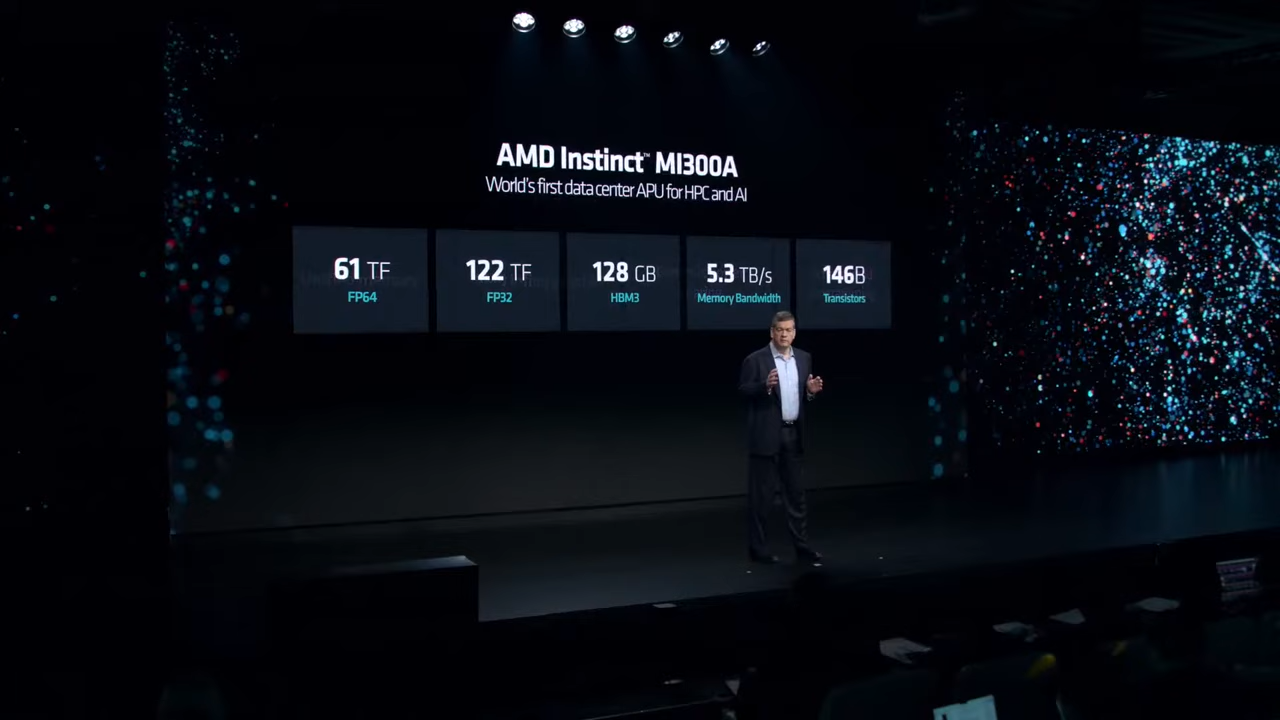 AMD Instinct™ MI300A
World's first data center APU for HPC and AI
61 TF
FP64
122 TF
FP32
128 GB
HBM3
5.3 TB/s
Memory Bandwidth
146B
Transistors